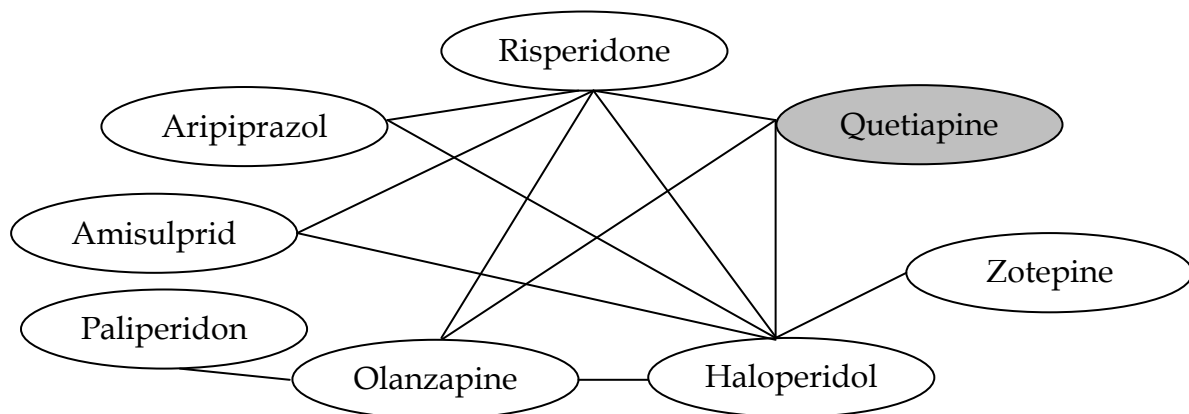 Risperidone
Aripiprazol
Quetiapine
Amisulprid
Zotepine
Paliperidon
Olanzapine
Haloperidol